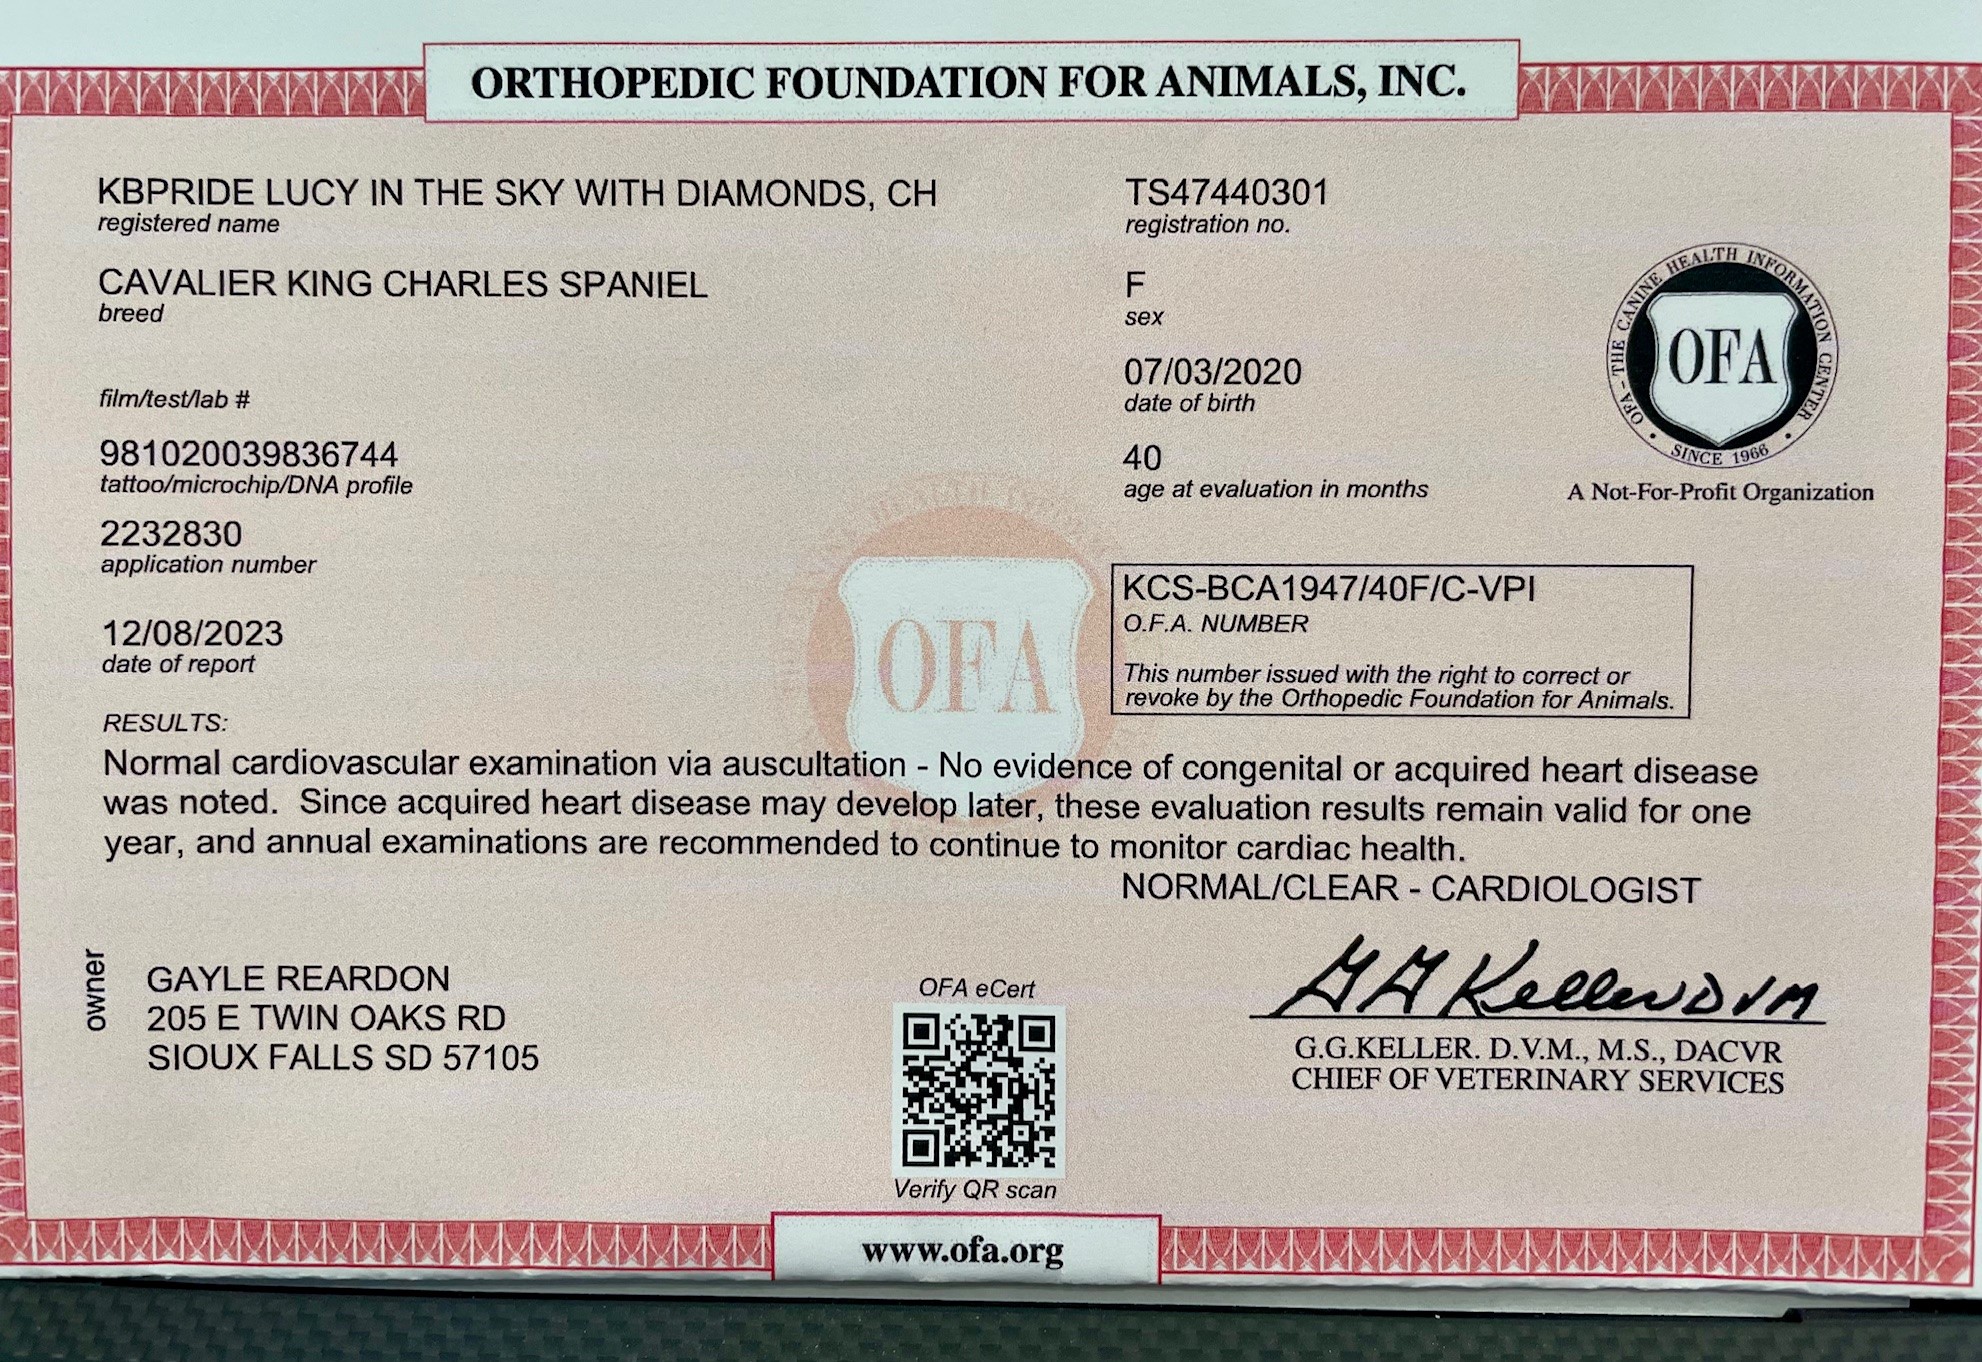 ORTHOPEDIC FOUNDATION FOR ANIMALS, INC.
KBPRIDE LUCY IN THE SKY WITH DIAMONDS, CH
registered name
TS47440301
registration no.
CAVALIER KING CHARLES SPANIEL
breed
F
sex
07/03/2020
date of birth
film/test/lab #
981020039836744
tattoo/microchip/DNA profile
40
age at evaluation in months
OFA - THE CANINE HEALTH INFORMATION CENTER
OFA
SINCE 1966
A Not-For-Profit Organization
2232830
application number
12/08/2023
date of report
KCS-BCA1947/40F/C-VPI
O.F.A. NUMBER
This number issued with the right to correct or
revoke by the Orthopedic Foundation for Animals.
OFA
RESULTS:
Normal cardiovascular examination via auscultation - No evidence of congenital or acquired heart disease
was noted.  Since acquired heart disease may develop later, these evaluation results remain valid for one
year, and annual examinations are recommended to continue to monitor cardiac health.
NORMAL/CLEAR - CARDIOLOGIST
owner
GAYLE REARDON
205 E TWIN OAKS RD
SIOUX FALLS SD 57105
OFA eCert
Verify QR scan
GG Keller DVM
G.G.KELLER. D.V.M., M.S., DACVR
CHIEF OF VETERINARY SERVICES
www.ofa.org